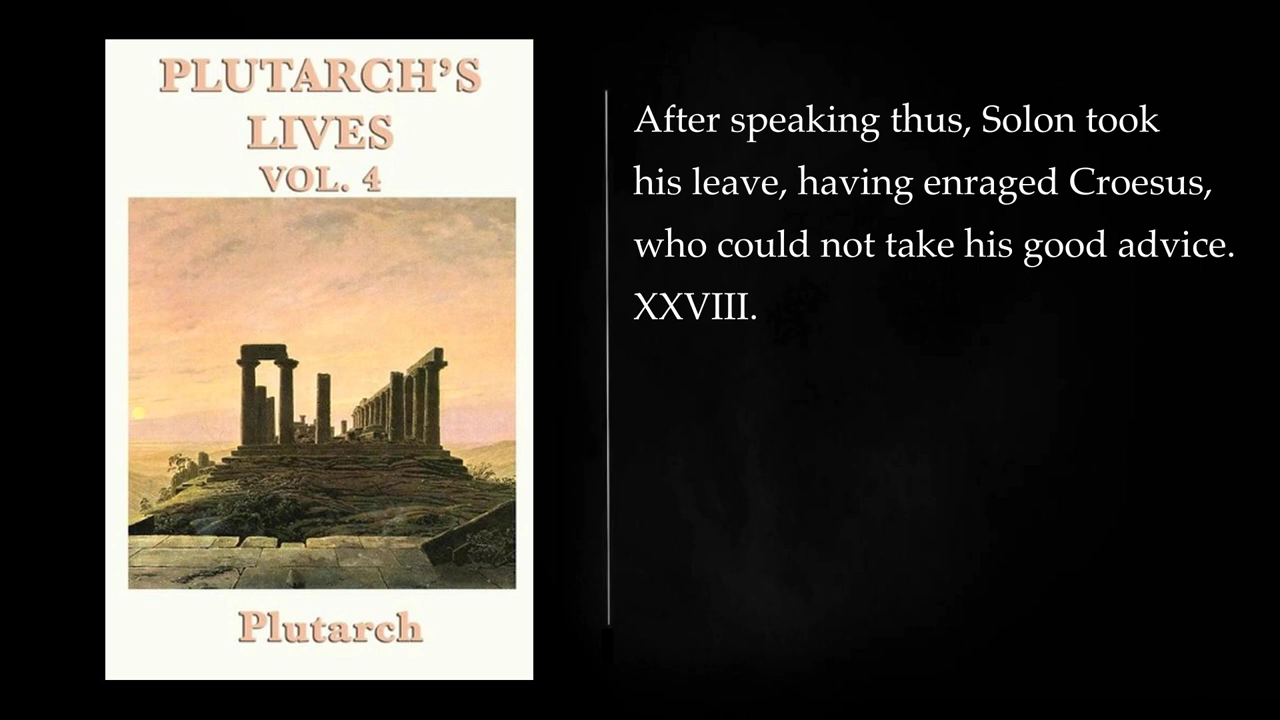 PLUTARCH'S
LIVES
VOL. 4
Plutarch
After speaking thus, Solon took
his leave, having enraged Croesus,
who could not take his good advice.
XXVIII.